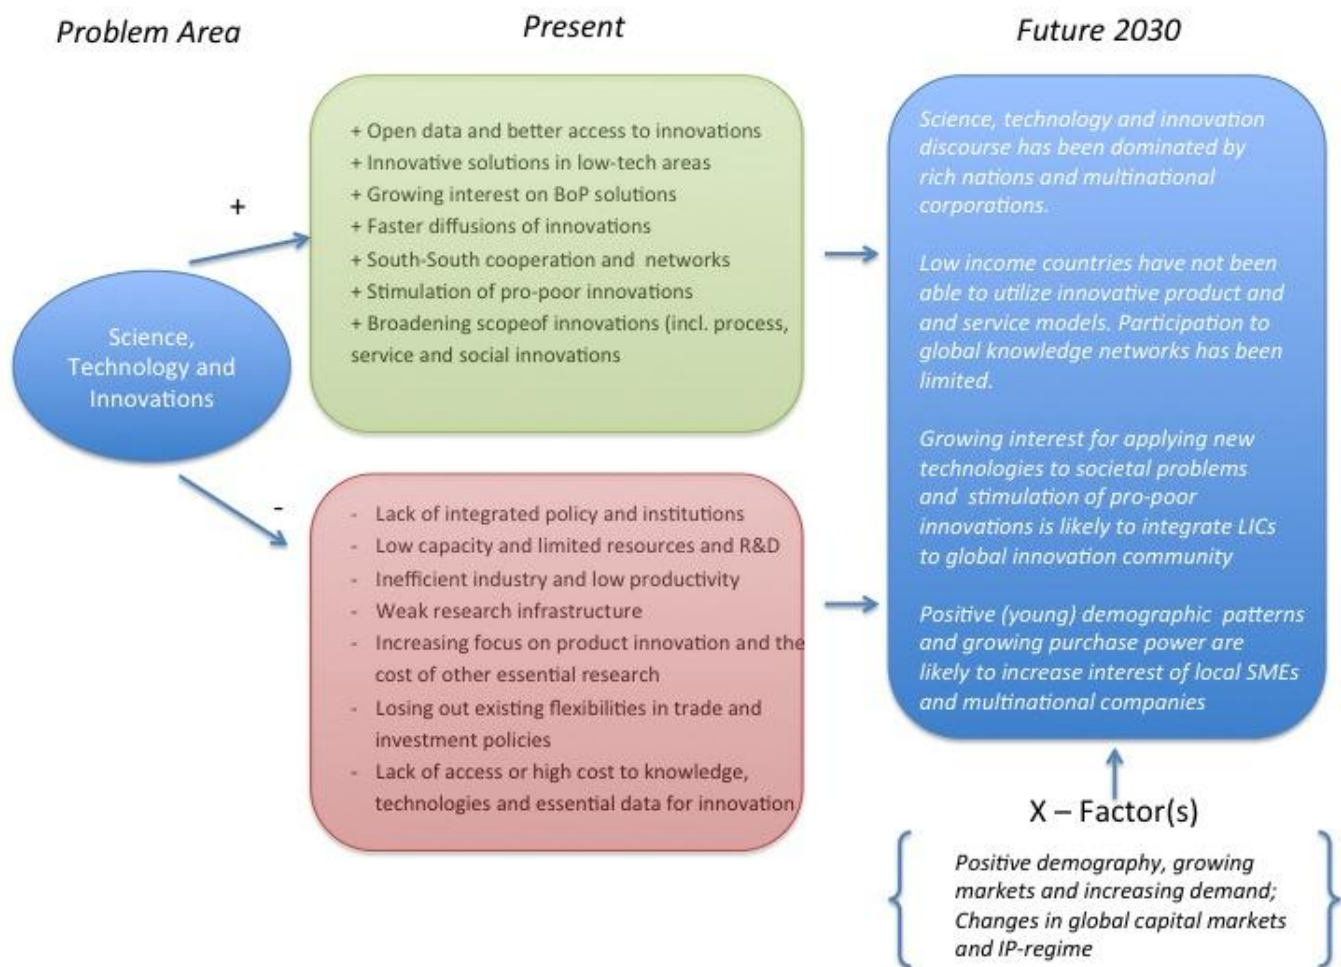 Problem Area
Present
Future 2030
Science,
Technology and
Innovations
+
-
+ Open data and better access to innovations
+ Innovative solutions in low-tech areas
+ Growing interest on BoP solutions
+ Faster diffusions of innovations
+ South-South cooperation and networks
+ Stimulation of pro-poor innovations
+ Broadening scopeof innovations (incl. process,
service and social innovations
- Lack of integrated policy and institutions
- Low capacity and limited resources and R&D
- Inefficient industry and low productivity
- Weak research infrastructure
- Increasing focus on product innovation and the
cost of other essential research
- Losing out existing flexibilities in trade and
investment policies
- Lack of access or high cost to knowledge,
technologies and essential data for innovation
Science, technology and innovation
discourse has been dominated by
rich nations and multinational
corporations.
Low income countries have not been
able to utilize innovative product and
and service models. Participation to
global knowledge networks has been
limited.
Growing interest for applying new
technologies to societal problems
and stimulation of pro-poor
innovations is likely to integrate LICs
to global innovation community
Positive (young) demographic patterns
and growing purchase power are
likely to increase interest of local SMEs
and multinational companies
X – Factor(s)
Positive demography, growing
markets and increasing demand;
Changes in global capital markets
and IP-regime